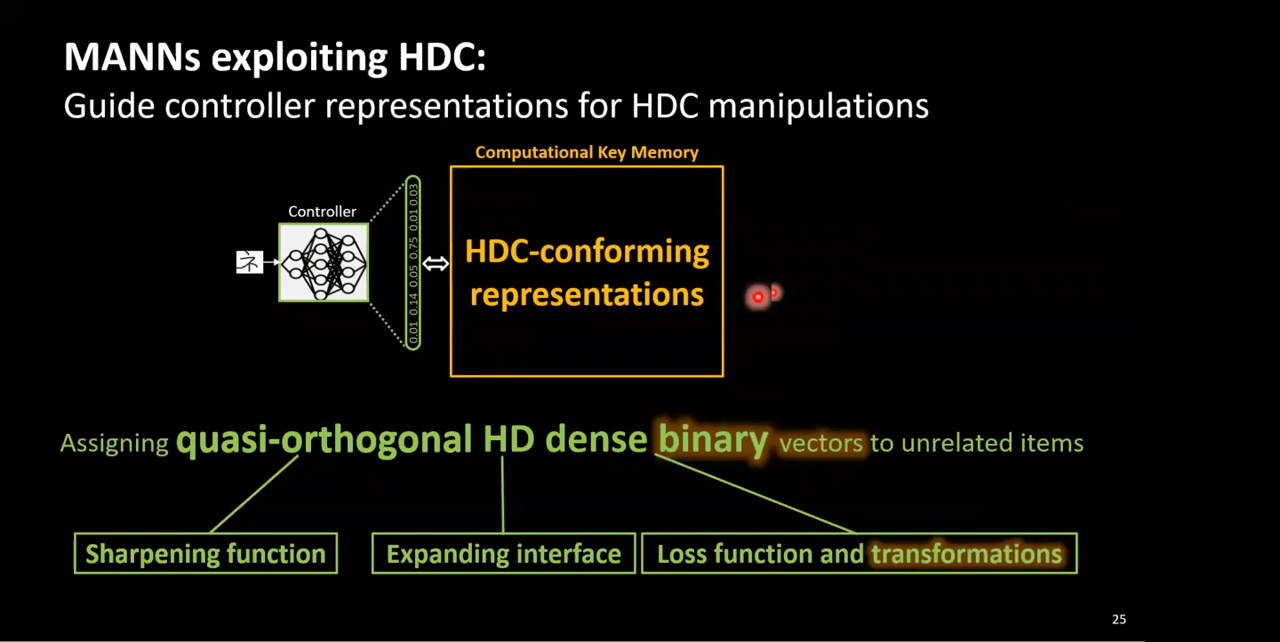 MANNs exploiting HDC:
Guide controller representations for HDC manipulations
Computational Key Memory
Controller
ネ
0.01 0.14 0.05 0.75 0.01 0.03
HDC-conforming
representations
Assigning quasi-orthogonal HD dense binary vectors to unrelated items
Sharpening function
Expanding interface
Loss function and transformations
25